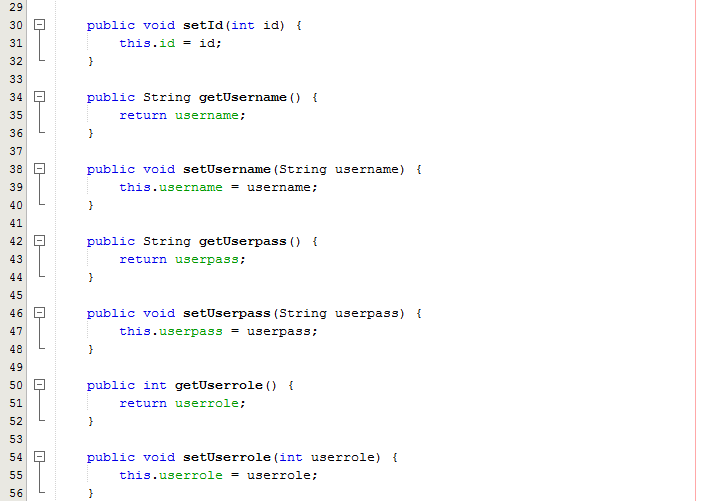 29
30 public void setId(int id) {
31 this.id = id;
32 }
33
34 public String getUsername() {
35 return username;
36 }
37
38 public void setUsername(String username) {
39 this.username = username;
40 }
41
42 public String getUserpass() {
43 return userpass;
44 }
45
46 public void setUserpass(String userpass) {
47 this.userpass = userpass;
48 }
49
50 public int getUserrole() {
51 return userrole;
52 }
53
54 public void setUserrole(int userrole) {
55 this.userrole = userrole;
56 }